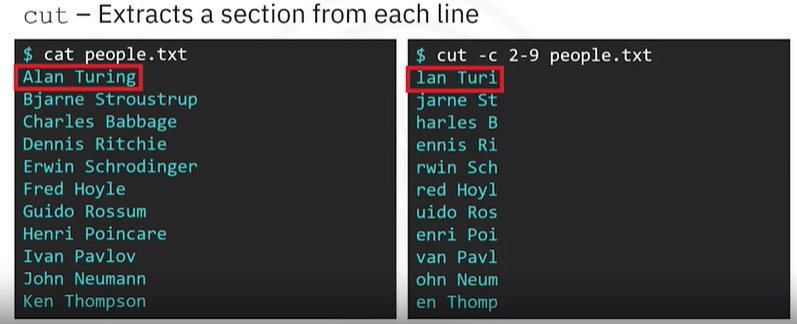 cut – Extracts a section from each line
$ cat people.txt
Alan Turing
Bjarne Stroustrup
Charles Babbage
Dennis Ritchie
Erwin Schrodinger
Fred Hoyle
Guido Rossum
Henri Poincare
Ivan Pavlov
John Neumann
Ken Thompson
$ cut -c 2-9 people.txt
lan Turi
jarne St
harles B
ennis Ri
rwin Sch
red Hoyl
uido Ros
enri Poi
van Pavl
ohn Neum
en Thomp